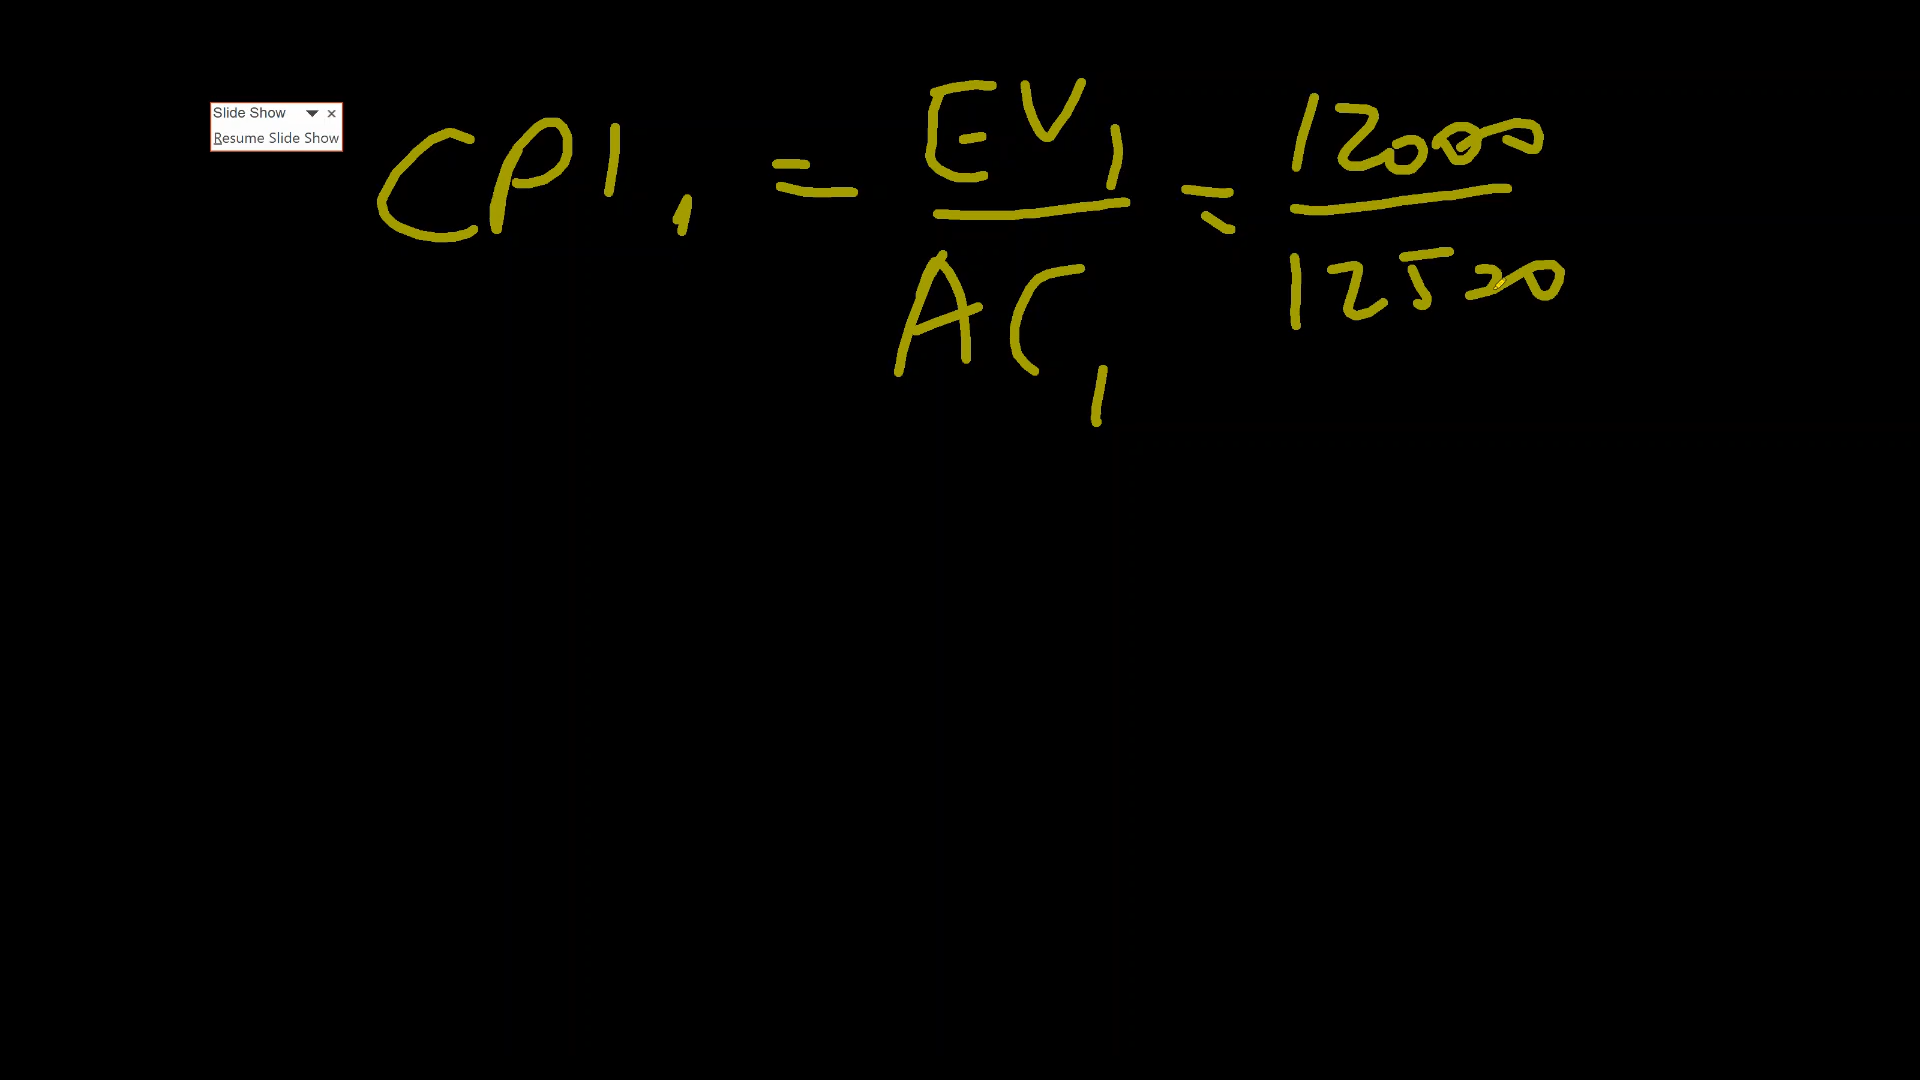 Slide Show
Resume Slide Show
CPI₁ = EV₁ / AC₁ = 12000 / 12520